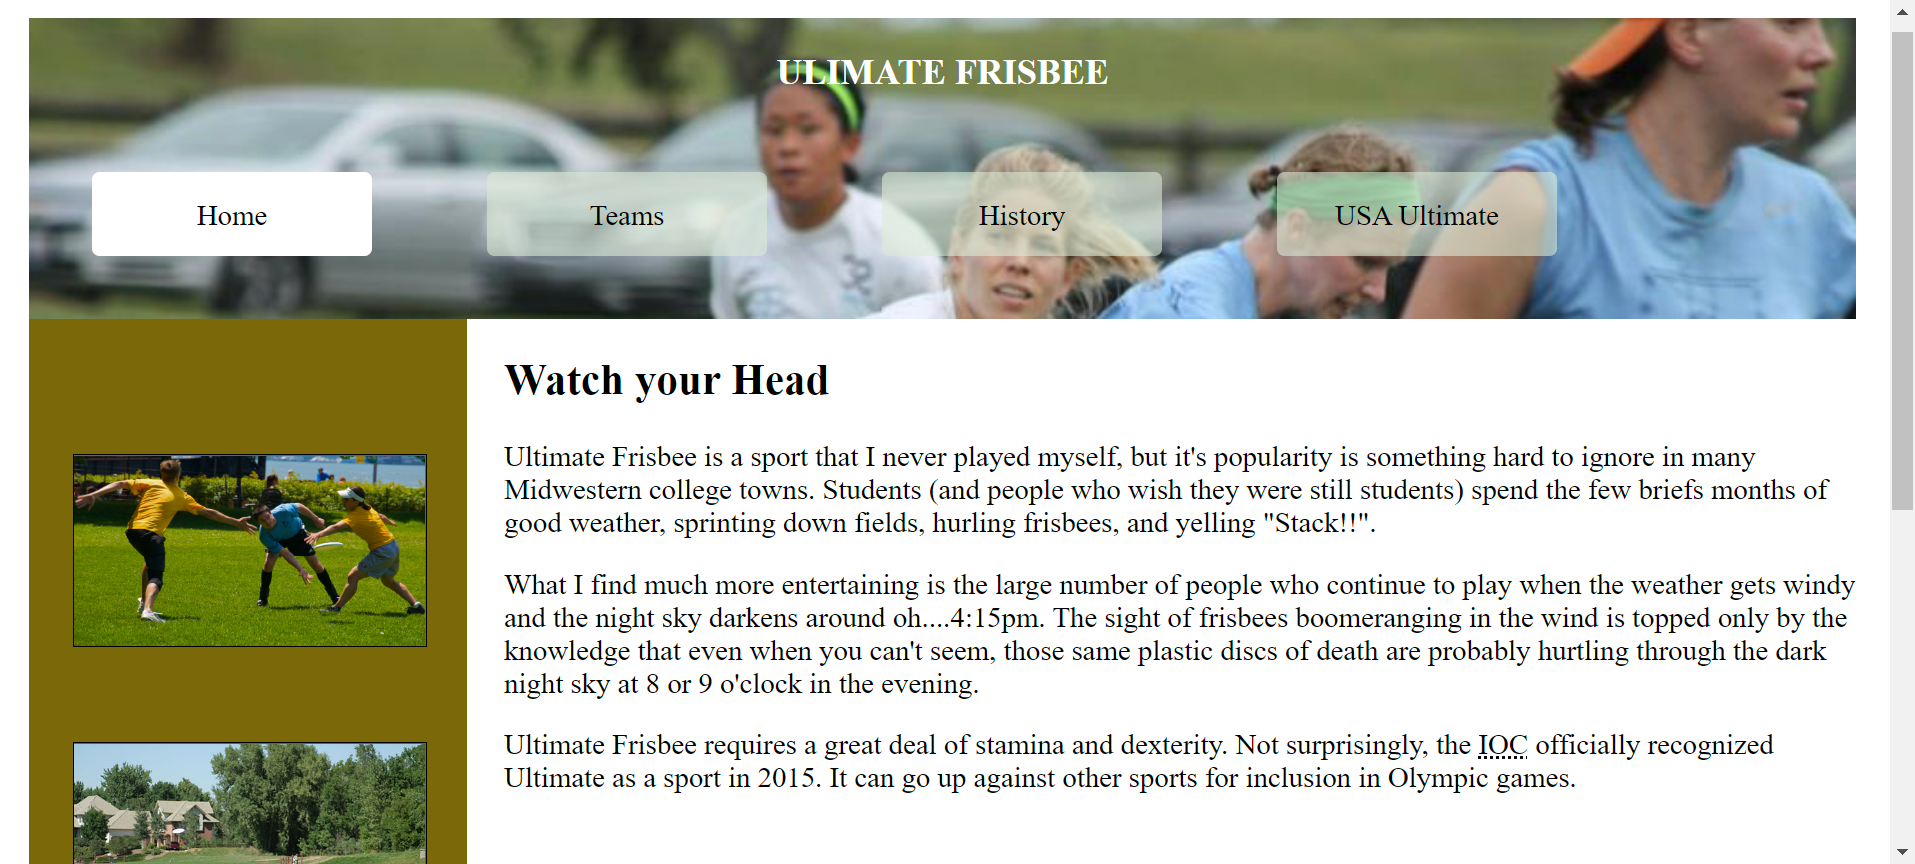 ULIMATE FRISBEE
Home
Teams
History
USA Ultimate
Watch your Head
Ultimate Frisbee is a sport that I never played myself, but it's popularity is something hard to ignore in many
Midwestern college towns. Students (and people who wish they were still students) spend the few briefs months of
good weather, sprinting down fields, hurling frisbees, and yelling "Stack!!".
What I find much more entertaining is the large number of people who continue to play when the weather gets windy
and the night sky darkens around oh....4:15pm. The sight of frisbees boomeranging in the wind is topped only by the
knowledge that even when you can't seem, those same plastic discs of death are probably hurtling through the dark
night sky at 8 or 9 o'clock in the evening.
Ultimate Frisbee requires a great deal of stamina and dexterity. Not surprisingly, the IOC officially recognized
Ultimate as a sport in 2015. It can go up against other sports for inclusion in Olympic games.